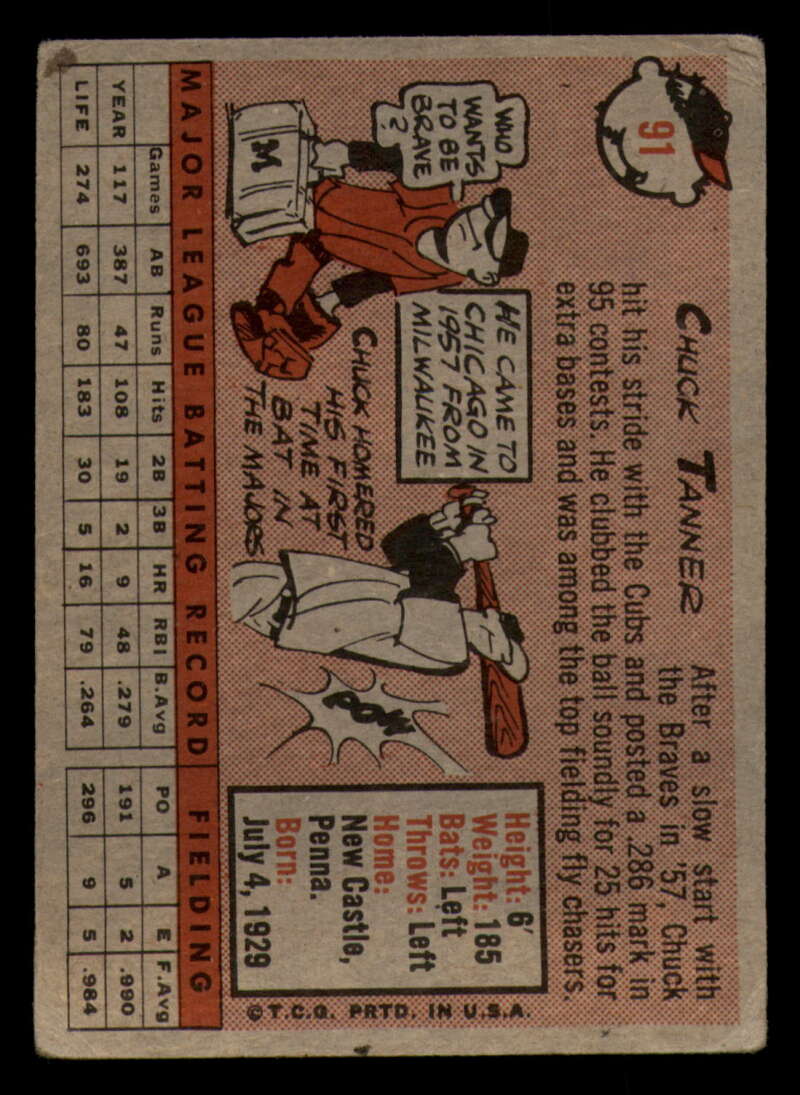 91
CHUCK TANNER
After a slow start with
the Braves in '57, Chuck
hit his stride with the Cubs and posted a .286 mark in
95 contests. He clubbed the ball soundly for 25 hits for
extra bases and was among the top fielding fly chasers.
WHO
WANTS
TO BE
BRAVE
?
M
HE CAME TO
CHICAGO IN
1957 FROM
MILWAUKEE
CHUCK HOMERED
HIS FIRST
TIME AT
BAT IN
THE MAJORS
POW
Height: 6'
Weight: 185
Bats: Left
Throws: Left
Home:
New Castle,
Penna.
Born:
July 4, 1929
© T.C.G. PRTD. IN U.S.A.
MAJOR LEAGUE BATTING RECORD FIELDING
Games AB Runs Hits 2B 3B HR RBI B.Avg PO A E F.Avg
YEAR 117 387 47 108 19 2 9 48 .279 191 5 2 .990
LIFE 274 693 80 183 30 5 16 79 .264 296 9 5 .984